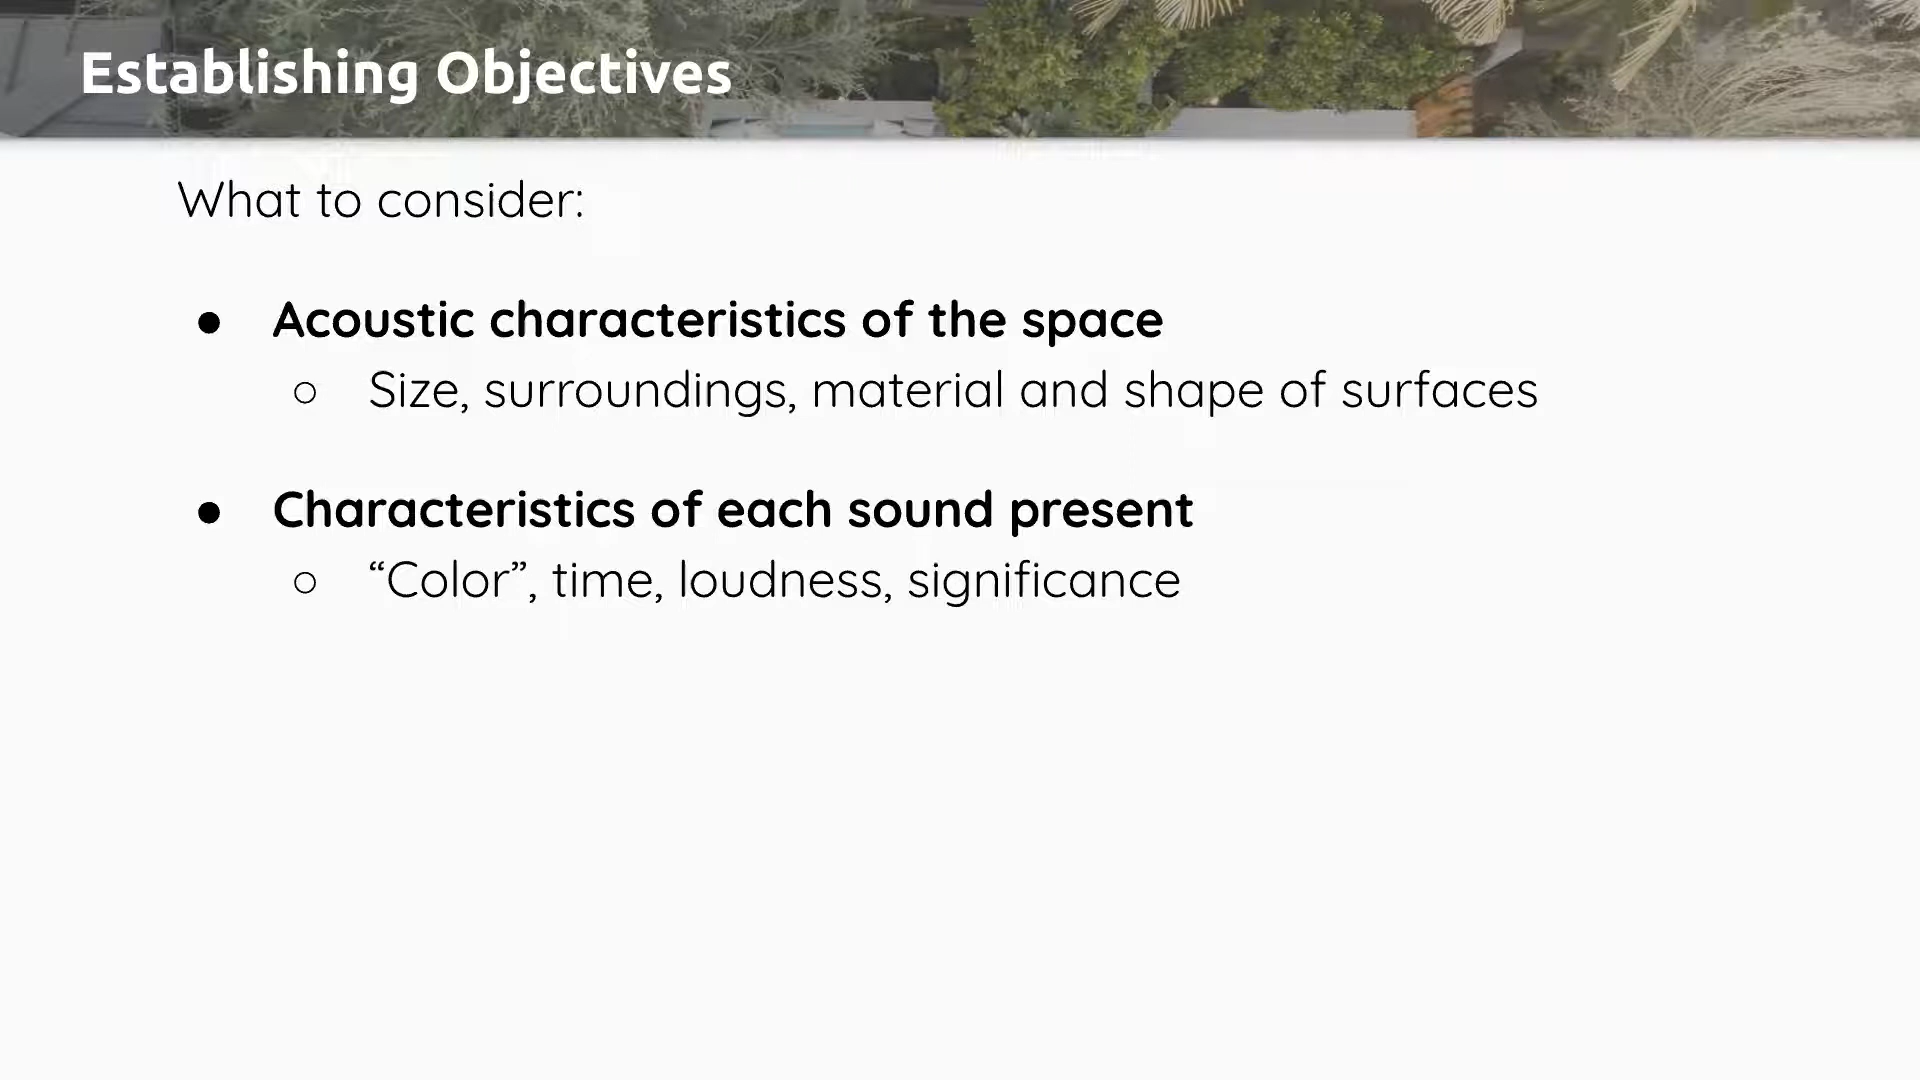 Establishing Objectives
What to consider:
● Acoustic characteristics of the space
○ Size, surroundings, material and shape of surfaces
● Characteristics of each sound present
○ “Color”, time, loudness, significance